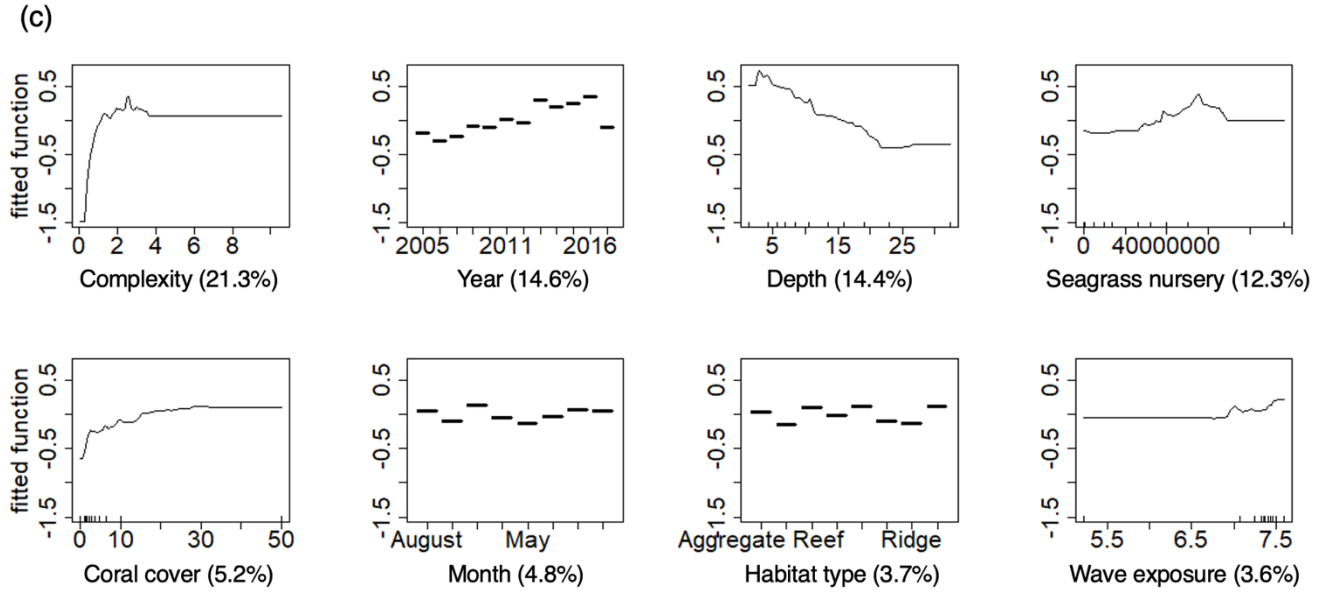 (c)
fitted function
0.5
-0.5
-1.5
0 2 4 6 8
Complexity (21.3%)
0.5
-0.5
-1.5
2005 2011 2016
Year (14.6%)
0.5
-0.5
-1.5
5 15 25
Depth (14.4%)
0.5
-0.5
-1.5
0 400000000
Seagrass nursery (12.3%)
fitted function
0.5
-0.5
-1.5
0 10 30 50
Coral cover (5.2%)
0.5
-0.5
-1.5
August May
Month (4.8%)
0.5
-0.5
-1.5
Aggregate Reef Ridge
Habitat type (3.7%)
0.5
-0.5
-1.5
5.5 6.5 7.5
Wave exposure (3.6%)